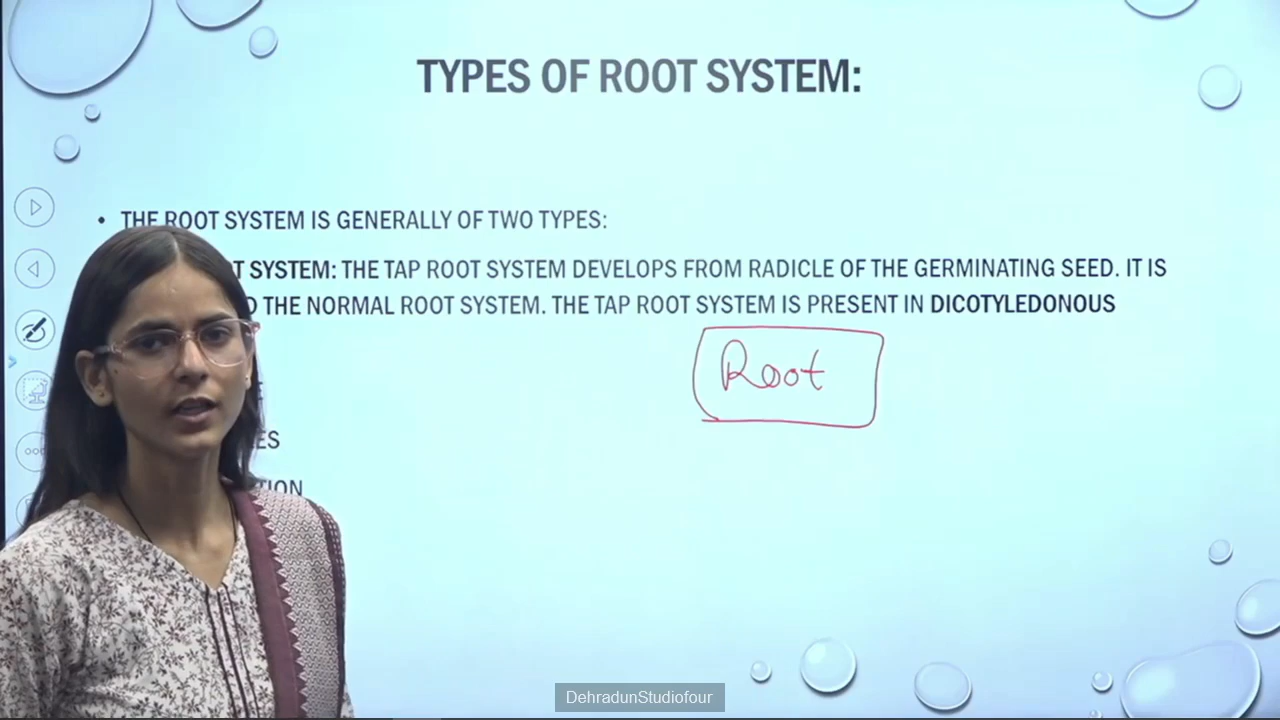 TYPES OF ROOT SYSTEM:
• THE ROOT SYSTEM IS GENERALLY OF TWO TYPES:
SYSTEM: THE TAP ROOT SYSTEM DEVELOPS FROM RADICLE OF THE GERMINATING SEED. IT IS
THE NORMAL ROOT SYSTEM. THE TAP ROOT SYSTEM IS PRESENT IN DICOTYLEDONOUS
Root
DehradunStudiofour